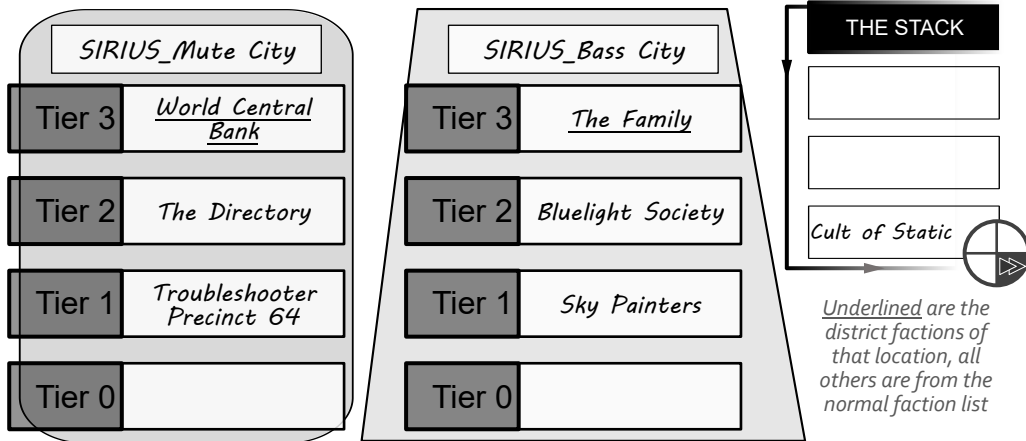 SIRIUS_Mute City
Tier 3
World Central
Bank
Tier 2
The Directory
Tier 1
Troubleshooter
Precinct 64
Tier 0
SIRIUS_Bass City
Tier 3
The Family
Tier 2
Bluelight Society
Tier 1
Sky Painters
Tier 0
THE STACK
Cult of Static
Underlined are the
district factions of
that location, all
others are from the
normal faction list